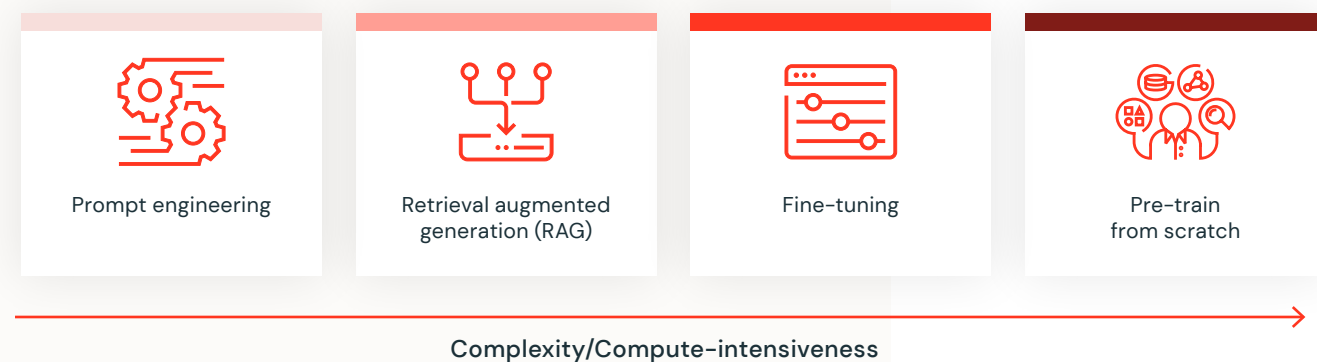 Prompt engineering
Retrieval augmented
generation (RAG)
Fine-tuning
Pre-train
from scratch
Complexity/Compute-intensiveness